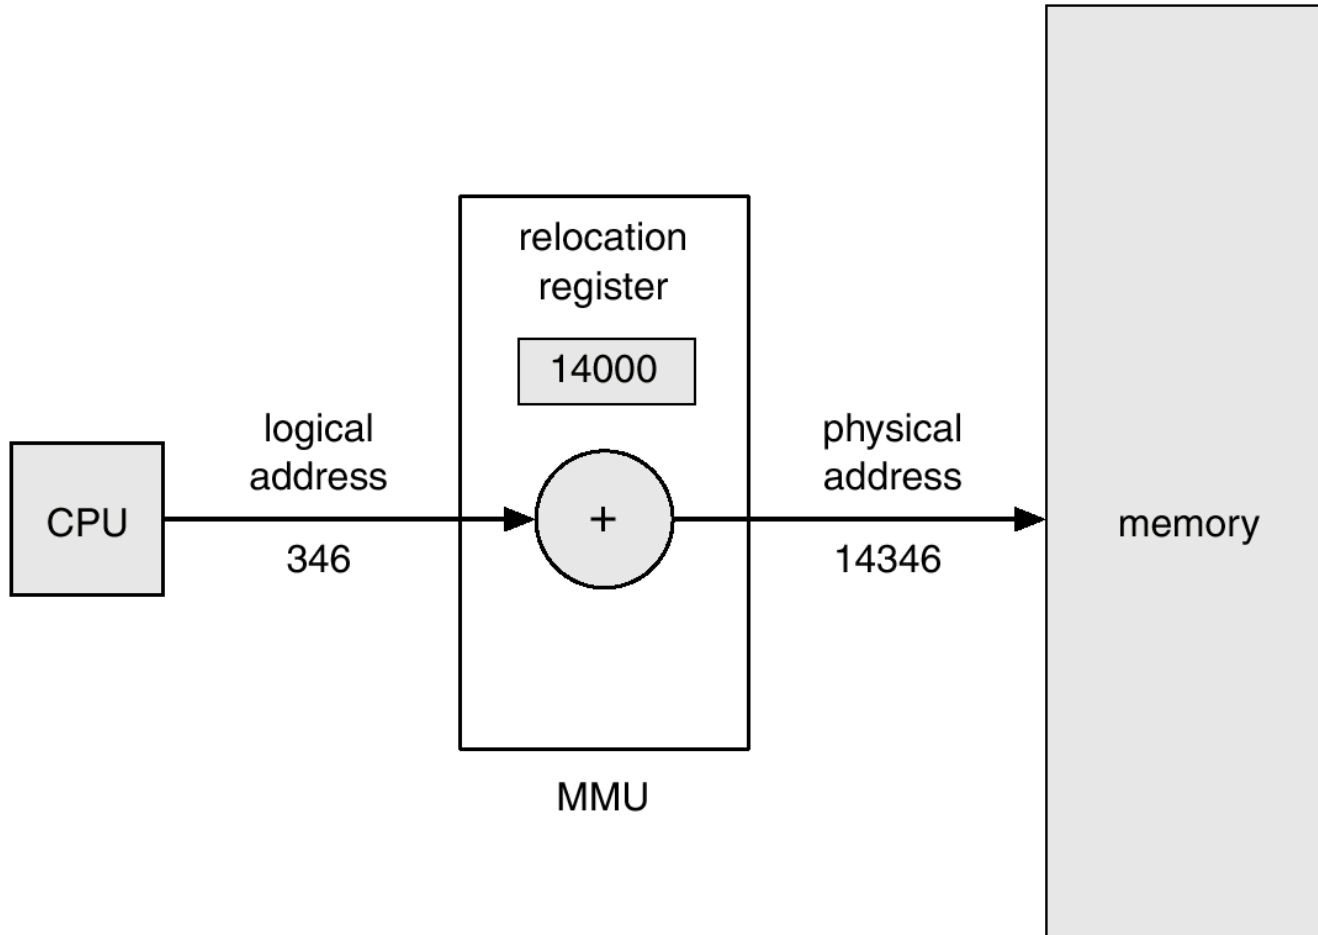 relocation
register
14000
logical
address
physical
address
CPU
+
memory
346
14346
MMU